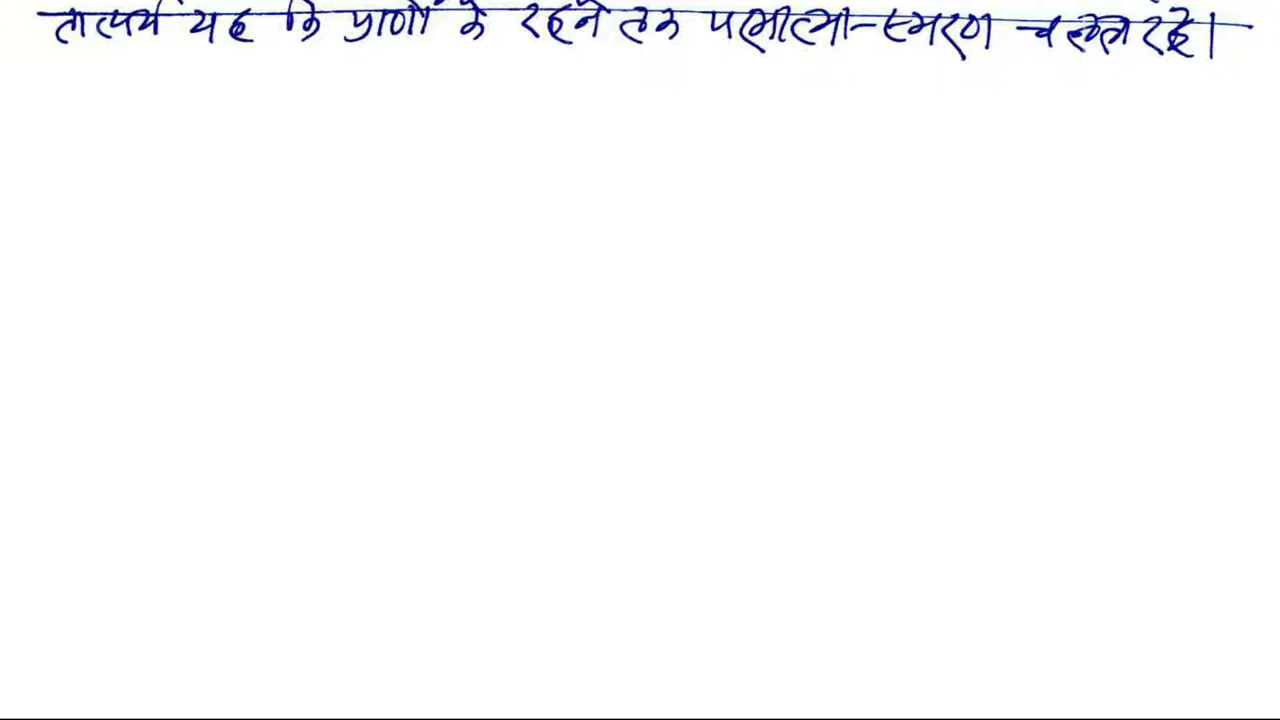 तात्पर्य यह कि प्राणों के रहने तक परमात्मा-स्मरण चलता रहे।